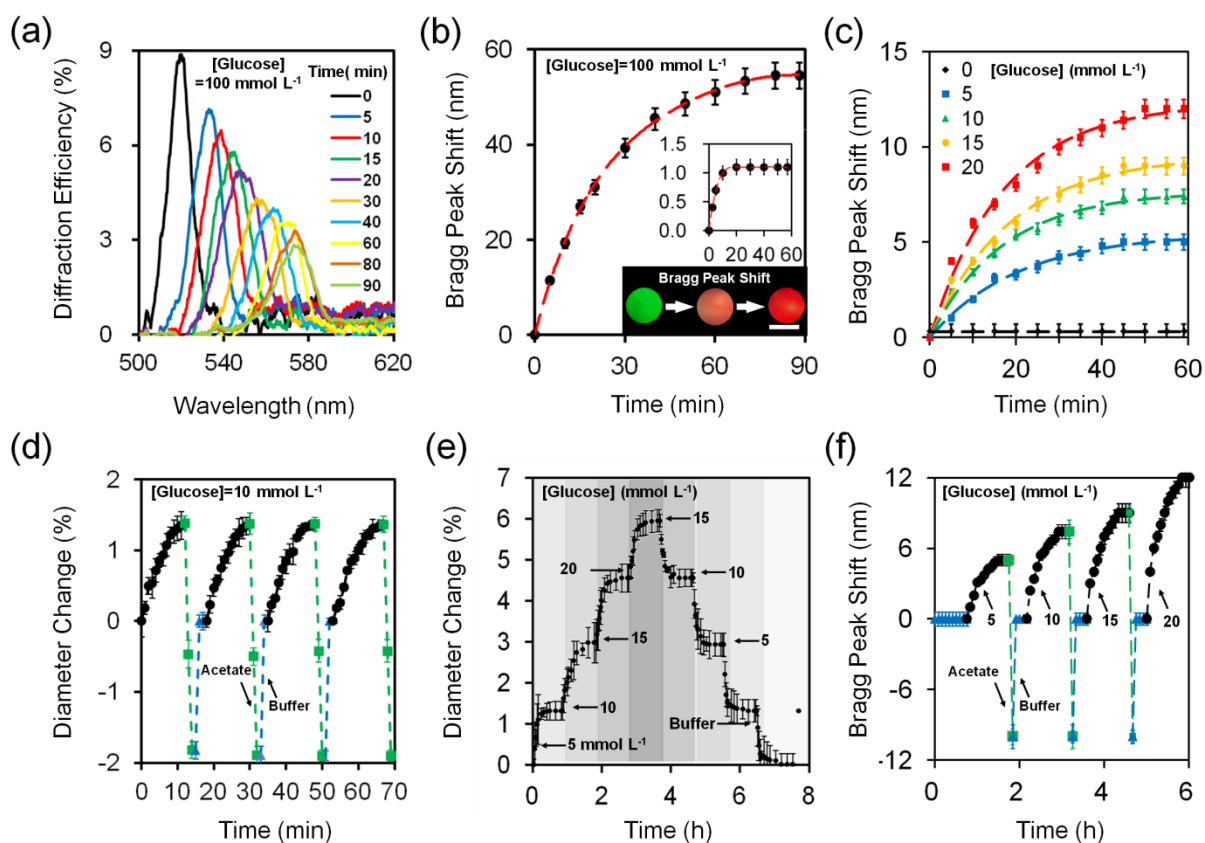 (a)
Diffraction Efficiency (%)
9
6
3
0
[Glucose]
=100 mmol L-1
Time( min)
0
5
10
15
20
30
40
60
80
90
500 540 580 620
Wavelength (nm)
(b)
Bragg Peak Shift (nm)
60
40
20
0
[Glucose]=100 mmol L-1
1.5
1.0
0.5
0
0 20 40 60
Bragg Peak Shift
0 30 60 90
Time (min)
(c)
Bragg Peak Shift (nm)
15
10
5
0
[Glucose] (mmol L-1)
0
5
10
15
20
0 20 40 60
Time (min)
(d)
Diameter Change (%)
2
1
0
-1
-2
[Glucose]=10 mmol L-1
Acetate
Buffer
0 10 20 30 40 50 60 70
Time (min)
(e)
Diameter Change (%)
7
6
5
4
3
2
1
0
[Glucose] (mmol L-1)
15
20
10
15
5
10
Buffer
5 mmol L-1
0 2 4 6 8
Time (h)
(f)
Bragg Peak Shift (nm)
12
6
0
-6
-12
[Glucose] (mmol L-1)
5 10 15 20
Acetate
Buffer
0 2 4 6
Time (h)